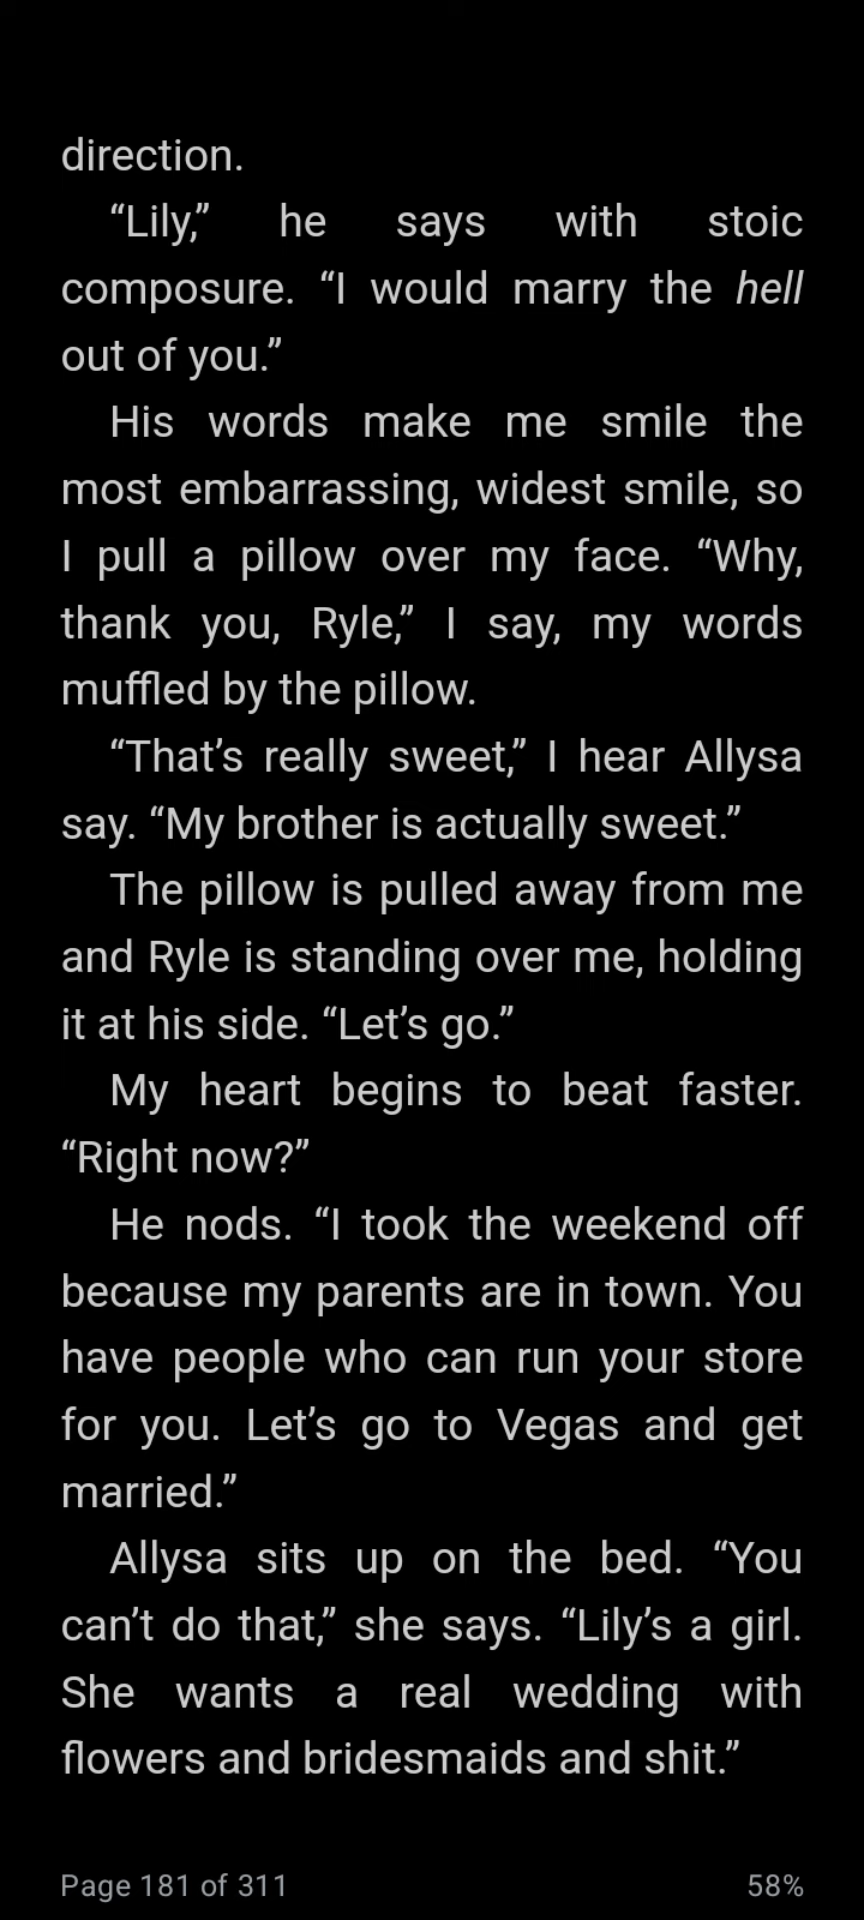 direction.
“Lily,” he says with stoic
composure. “I would marry the hell
out of you.”
His words make me smile the
most embarrassing, widest smile, so
I pull a pillow over my face. “Why,
thank you, Ryle,” I say, my words
muffled by the pillow.
“That’s really sweet,” I hear Allysa
say. “My brother is actually sweet.”
The pillow is pulled away from me
and Ryle is standing over me, holding
it at his side. “Let’s go.”
My heart begins to beat faster.
“Right now?”
He nods. “I took the weekend off
because my parents are in town. You
have people who can run your store
for you. Let’s go to Vegas and get
married.”
Allysa sits up on the bed. “You
can’t do that,” she says. “Lily’s a girl.
She wants a real wedding with
flowers and bridesmaids and shit.”
Page 181 of 311 58%